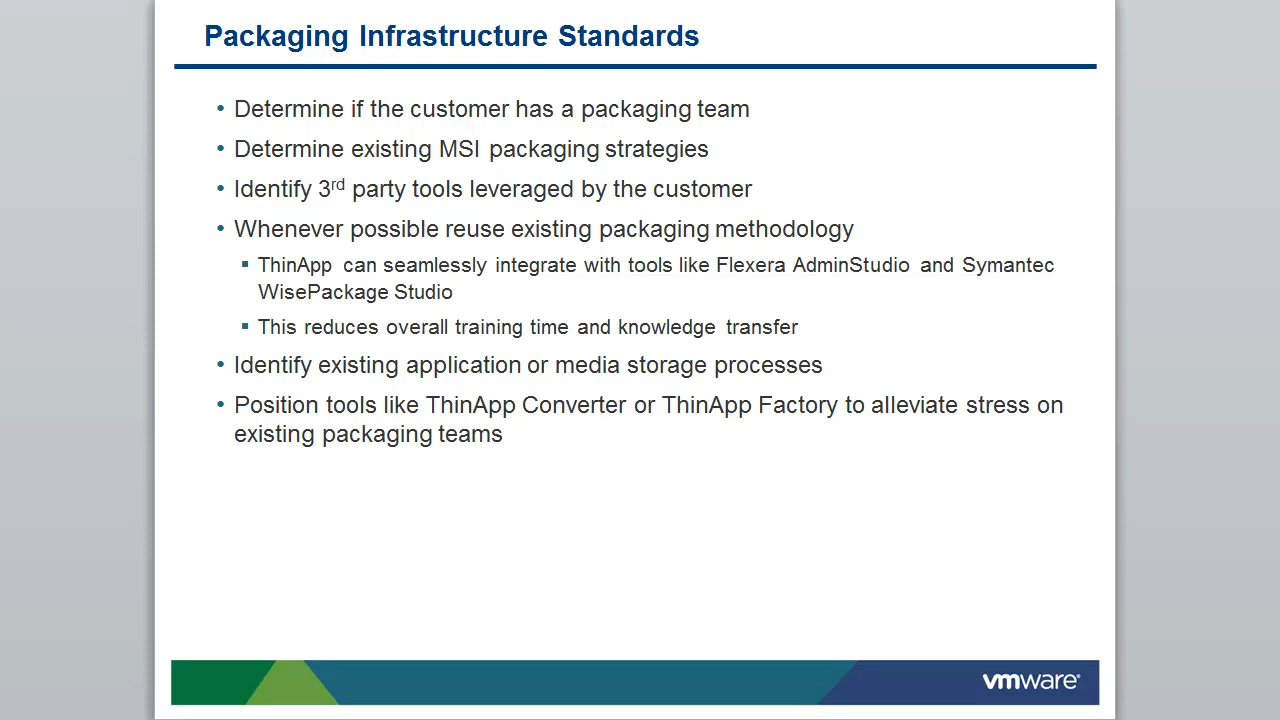 Packaging Infrastructure Standards
• Determine if the customer has a packaging team
• Determine existing MSI packaging strategies
• Identify 3rd party tools leveraged by the customer
• Whenever possible reuse existing packaging methodology
▪ ThinApp can seamlessly integrate with tools like Flexera AdminStudio and Symantec
WisePackage Studio
▪ This reduces overall training time and knowledge transfer
• Identify existing application or media storage processes
• Position tools like ThinApp Converter or ThinApp Factory to alleviate stress on
existing packaging teams
vmware®